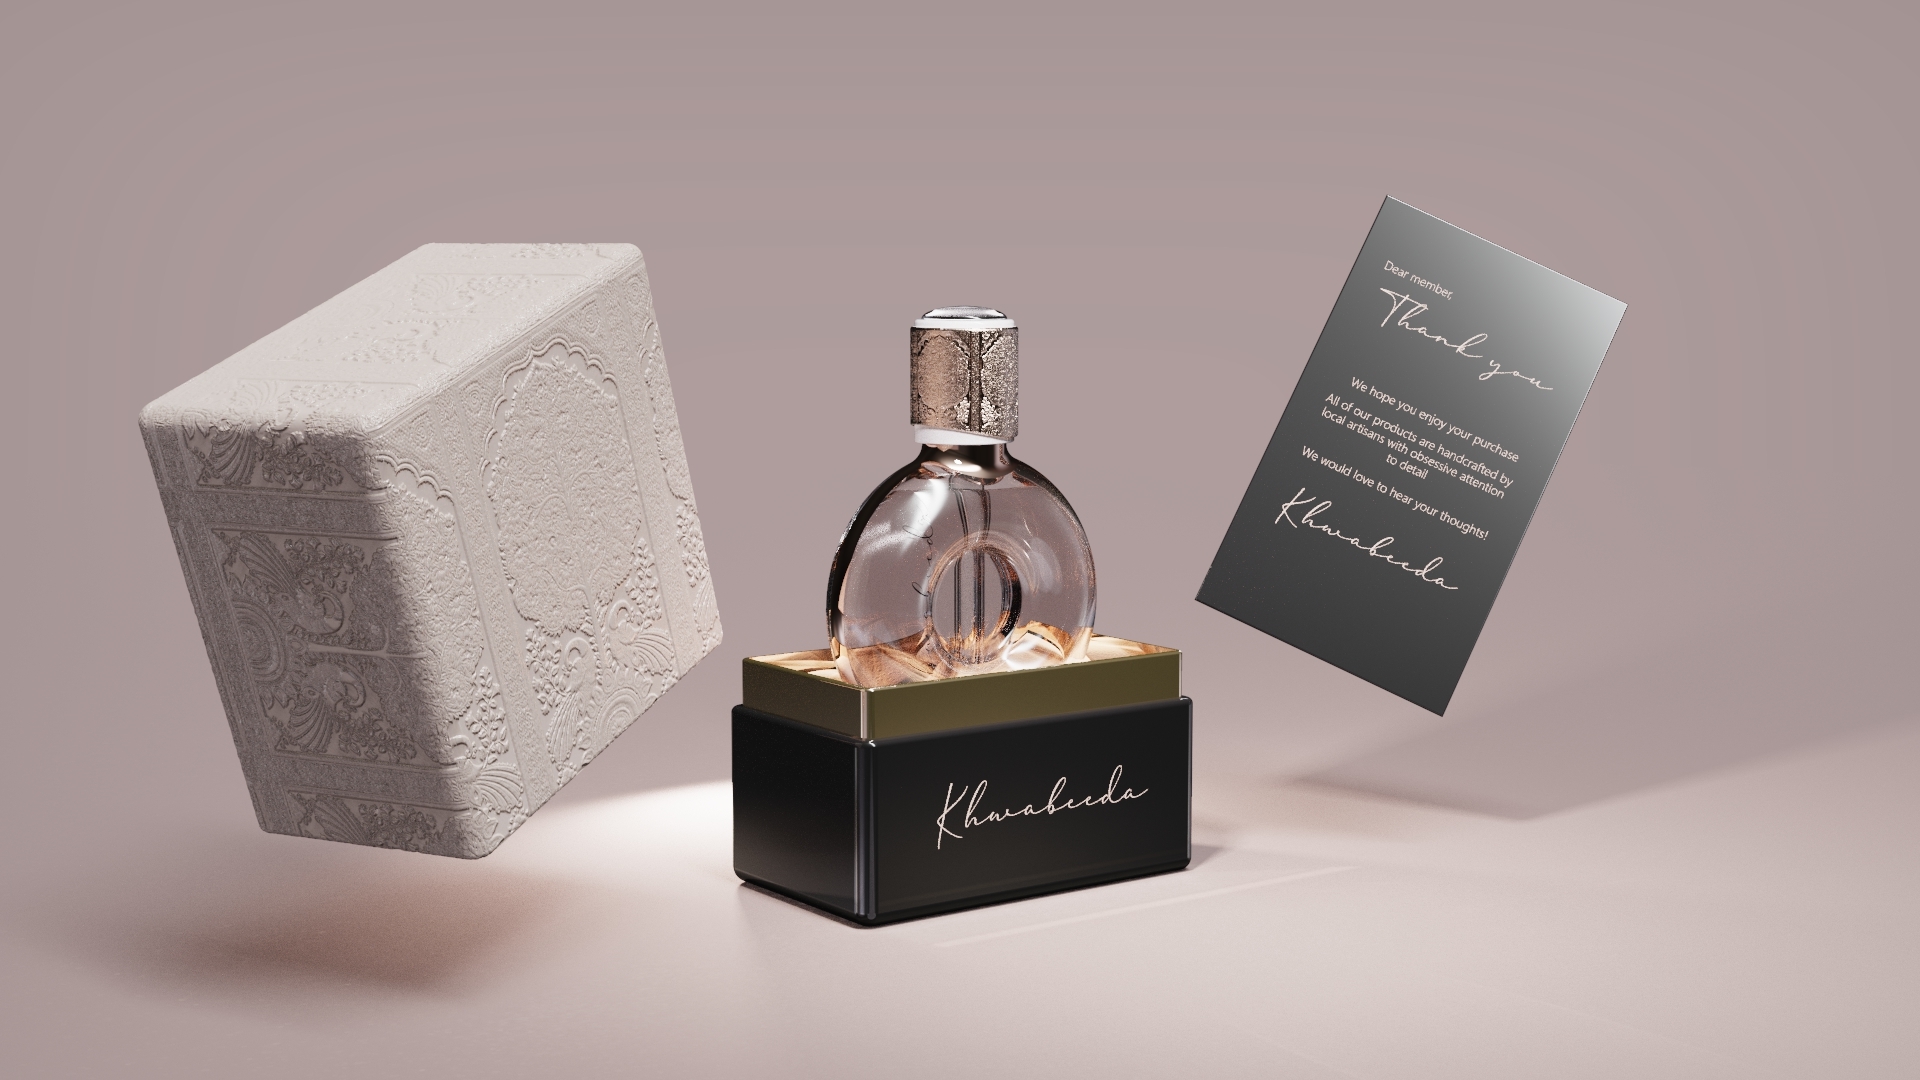 Khwabeeda
Dear member,
Thank you
We hope you enjoy your purchase
All of our products are handcrafted by
local artisans with obsessive attention
to detail
We would love to hear your thoughts!
Khwabeeda